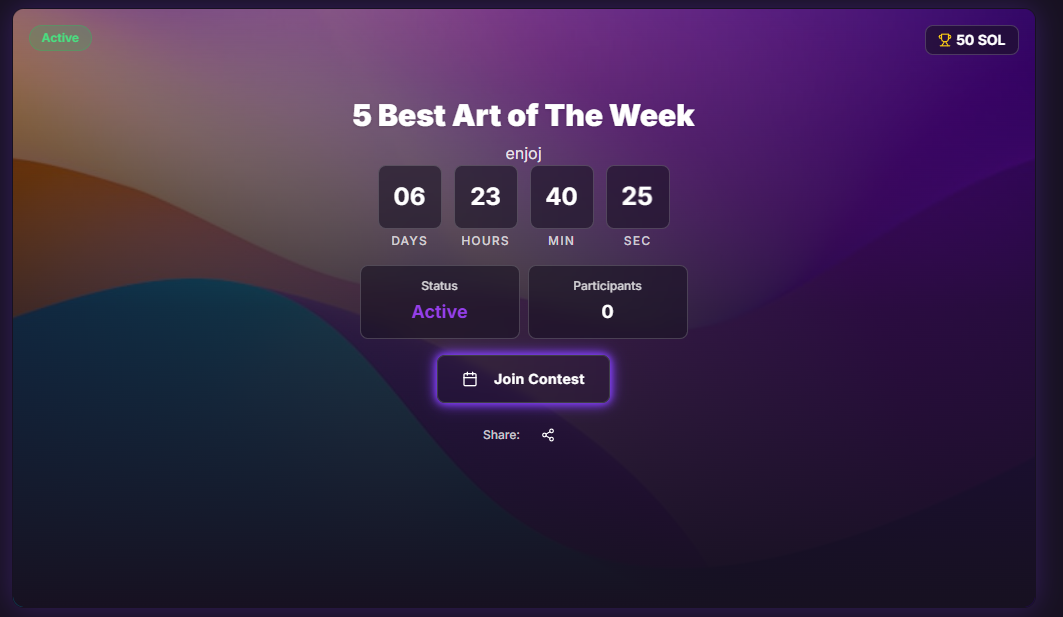 Active
50 SOL
5 Best Art of The Week
enjoj
06 23 40 25
DAYS HOURS MIN SEC
Status Participants
Active 0
Join Contest
Share: